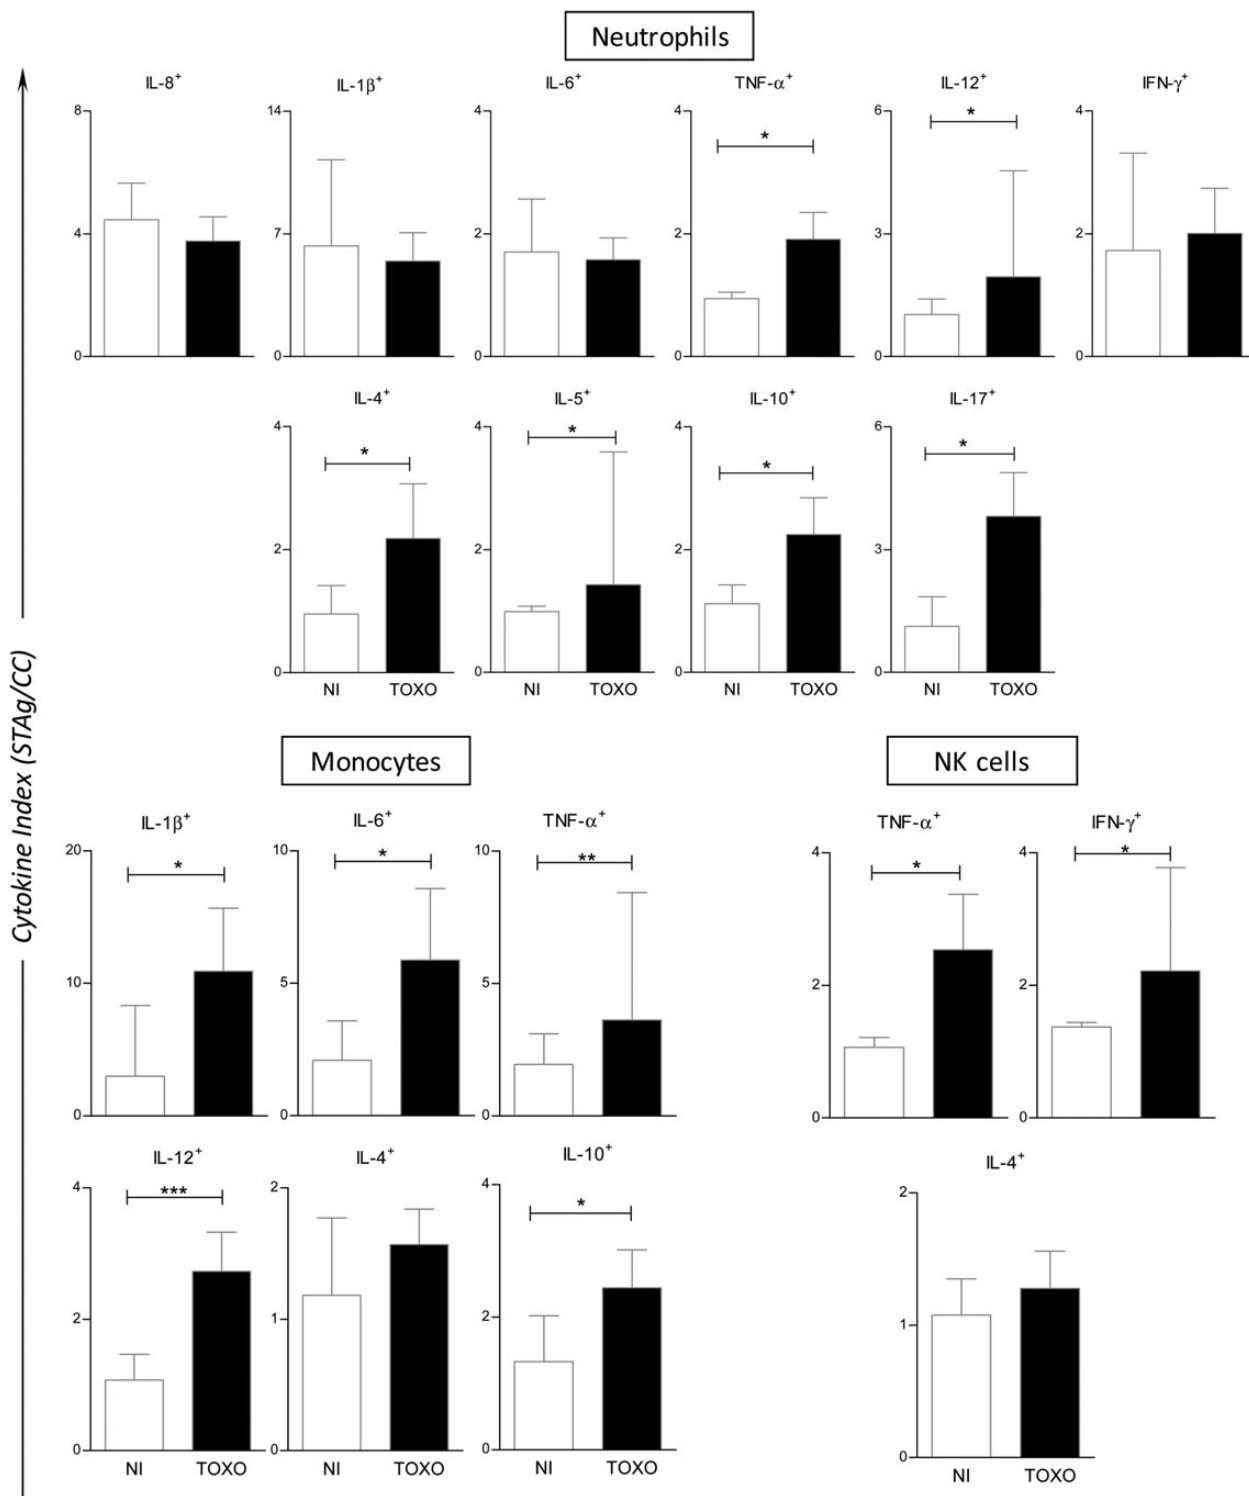 Neutrophils
IL-8⁺ IL-1β⁺ IL-6⁺ TNF-α⁺ IL-12⁺ IFN-γ⁺
8 14 4 4 6 4
* *
4 7 2 2 3 2
0 0 0 0 0 0
IL-4⁺ IL-5⁺ IL-10⁺ IL-17⁺
4 4 4 6
* * * *
2 2 2 3
0 0 0 0
NI TOXO NI TOXO NI TOXO NI TOXO
Cytokine Index (STAg/CC)
Monocytes NK cells
IL-1β⁺ IL-6⁺ TNF-α⁺ TNF-α⁺ IFN-γ⁺
20 10 10 4 4
* * ** * *
10 5 5 2 2
0 0 0 0 0
IL-12⁺ IL-4⁺ IL-10⁺ IL-4⁺
4 2 4 2
*** *
2 1 2 1
0 0 0 0
NI TOXO NI TOXO NI TOXO NI TOXO